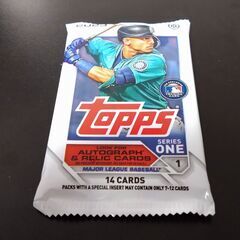 TOPPS
SERIES
ONE
1
LOOK FOR
AUTOGRAPH
& RELIC CARDS
MAJOR LEAGUE BASEBALL
14 CARDS
PACKS WITH A SPECIAL INSERT MAY CONTAIN ONLY 7-12 CARDS